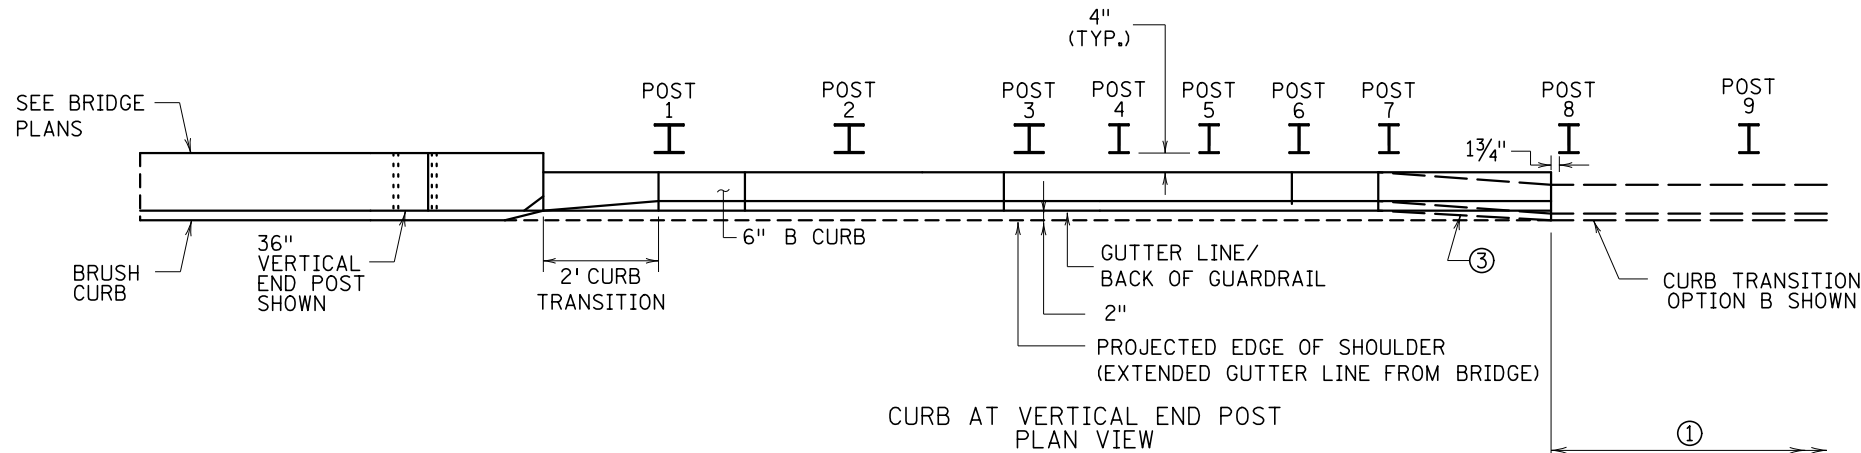 4"
(TYP.)
SEE BRIDGE
PLANS
POST
1
POST
2
POST
3
POST
4
POST
5
POST
6
POST
7
POST
8
POST
9
1¾"
BRUSH
CURB
36"
VERTICAL
END POST
SHOWN
2' CURB
TRANSITION
6" B CURB
GUTTER LINE/
BACK OF GUARDRAIL
3
2"
CURB TRANSITION
OPTION B SHOWN
PROJECTED EDGE OF SHOULDER
(EXTENDED GUTTER LINE FROM BRIDGE)
CURB AT VERTICAL END POST
PLAN VIEW
1